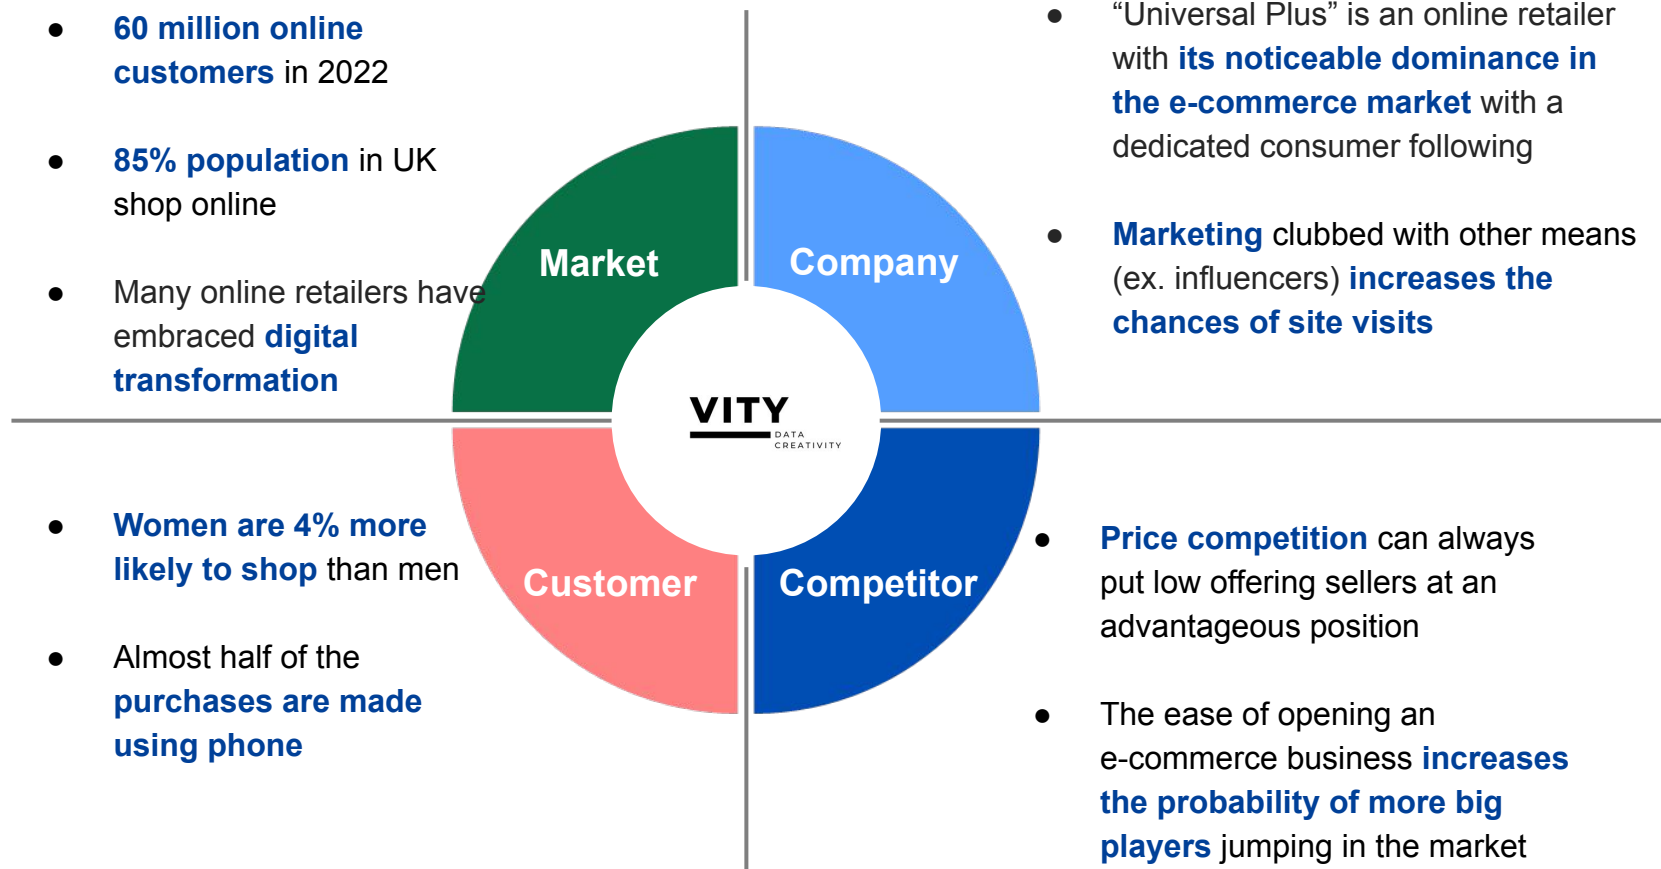 ● 60 million online
customers in 2022
● 85% population in UK
shop online
● Many online retailers have
embraced digital
transformation
Market
● “Universal Plus” is an online retailer
with its noticeable dominance in
the e-commerce market with a
dedicated consumer following
● Marketing clubbed with other means
(ex. influencers) increases the
chances of site visits
Company
VITY
DATA
CREATIVITY
● Women are 4% more
likely to shop than men
● Almost half of the
purchases are made
using phone
Customer
Competitor
● Price competition can always
put low offering sellers at an
advantageous position
● The ease of opening an
e-commerce business increases
the probability of more big
players jumping in the market